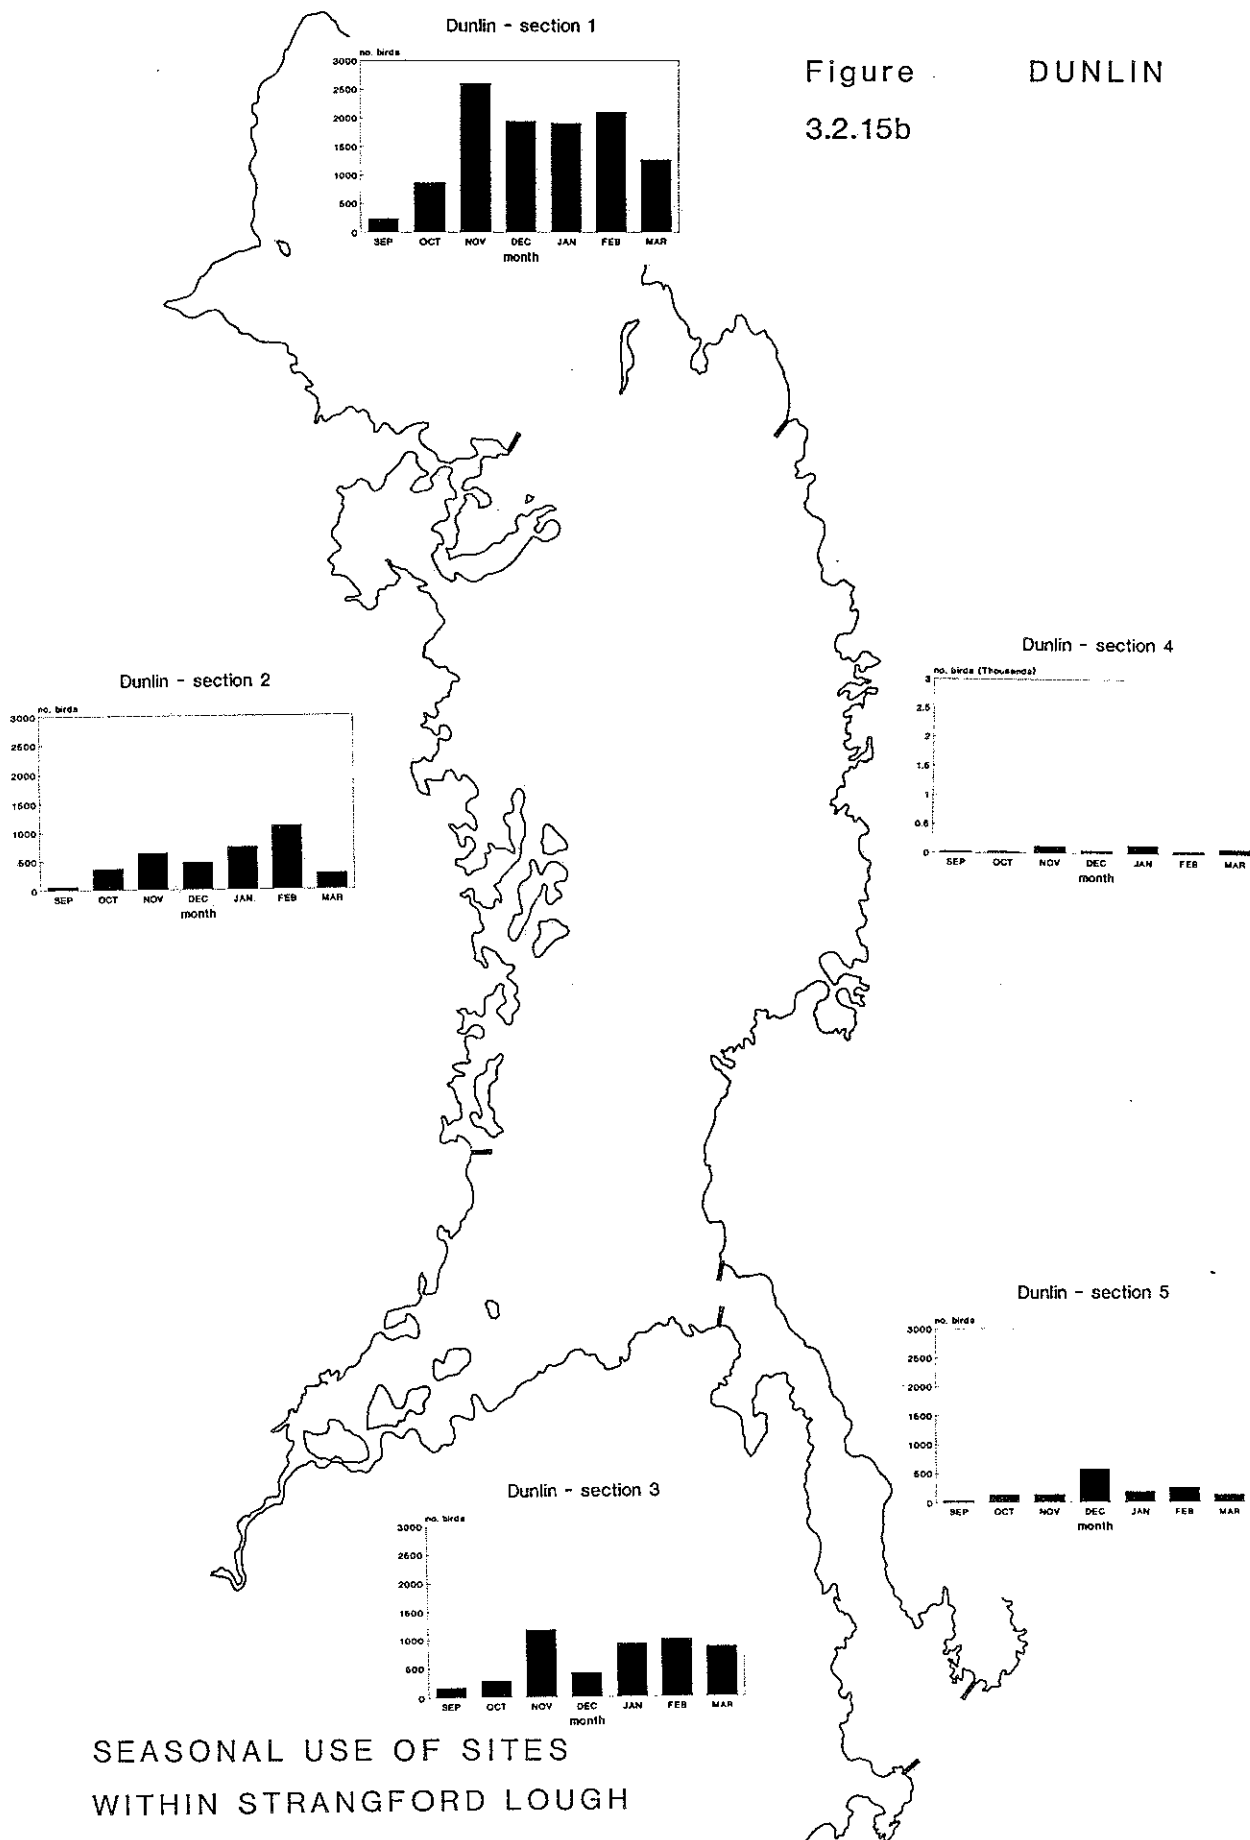 Dunlin - section 1
Figure DUNLIN
3.2.15b
no. birds
3000
2500
2000
1500
1000
500
0
SEP OCT NOV DEC JAN FEB MAR
month
Dunlin - section 4
no. birds (Thousands)
3
2.5
2
1.5
1
0.5
0
SEP OCT NOV DEC JAN FEB MAR
month
Dunlin - section 2
no. birds
3000
2500
2000
1500
1000
500
0
SEP OCT NOV DEC JAN. FEB MAR
month
Dunlin - section 5
no. birds
3000
2500
2000
1500
1000
500
0
SEP OCT NOV DEC JAN FEB MAR
month
Dunlin - section 3
no. birds
3000
2500
2000
1500
1000
500
0
SEP OCT NOV DEC JAN FEB MAR
month
SEASONAL USE OF SITES
WITHIN STRANGFORD LOUGH